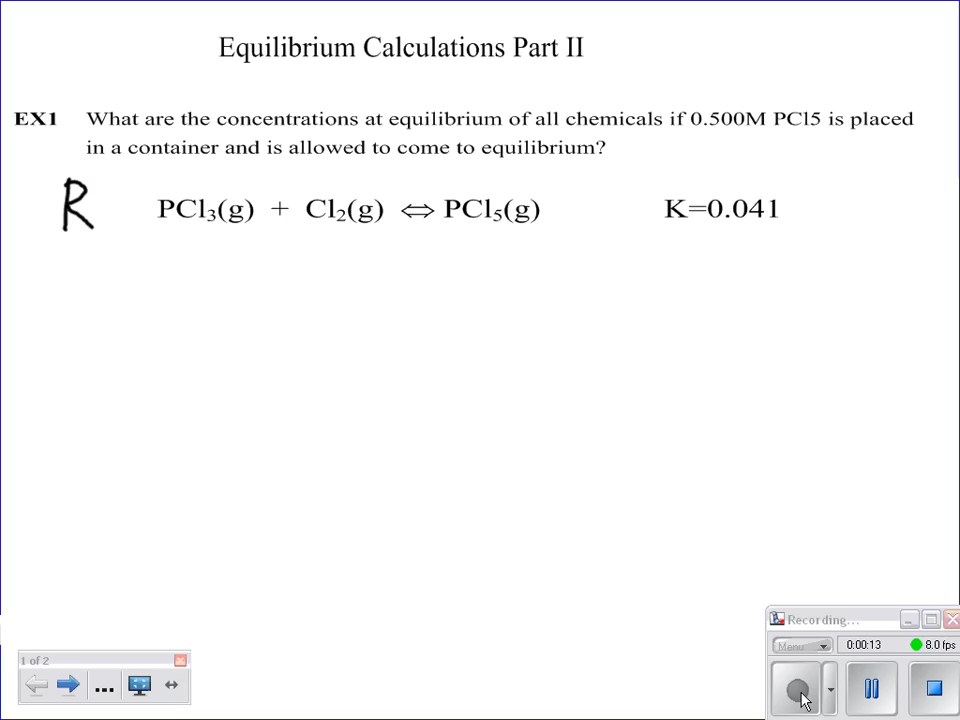 Equilibrium Calculations Part II
EX1 What are the concentrations at equilibrium of all chemicals if 0.500M PCl5 is placed
in a container and is allowed to come to equilibrium?
R PCl₃(g) + Cl₂(g) ⇔ PCl₅(g) K=0.041
Recording...
1 of 2
Menu 0:00:13 8.0 fps
...